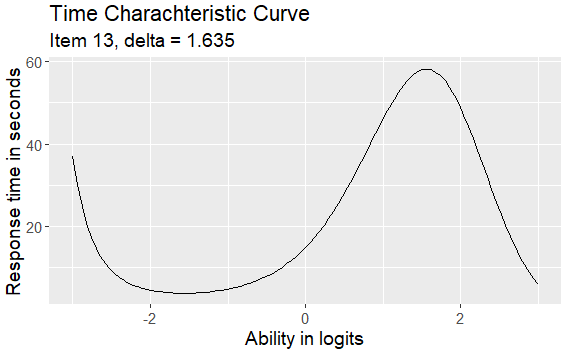 Time Charachteristic Curve
Item 13, delta = 1.635
Response time in seconds
60
40
20
-2
0
2
Ability in logits